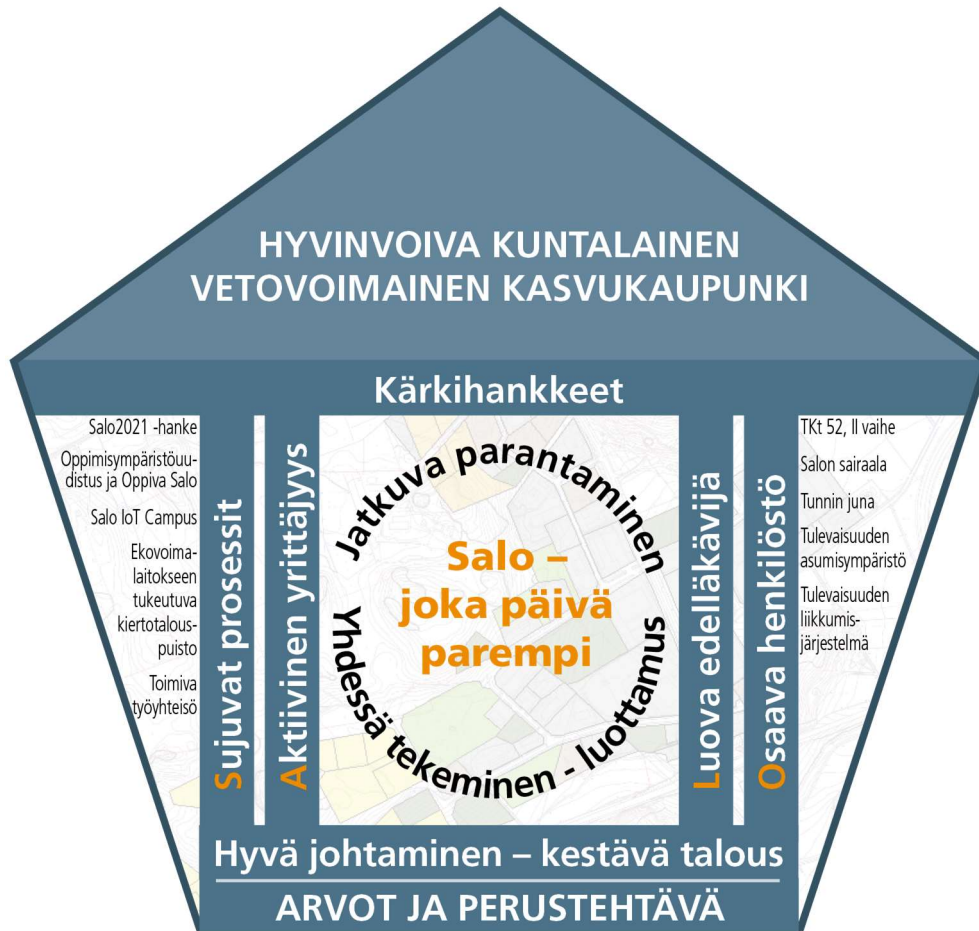 HYVINVOIVA KUNTALAINEN
VETOVOIMAINEN KASVUKAUPUNKI
Kärkihankkeet
Salo2021 -hanke
Oppimisympäristöuu-
distus ja Oppiva Salo
Salo IoT Campus
Ekovoima-
laitokseen
tukeutuva
kiertotalous-
puisto
Toimiva
työyhteisö
Sujuvat prosessit
Aktiivinen yrittäjyys
Jatkuva parantaminen
Salo –
joka päivä
parempi
Yhdessä tekeminen - luottamus
Luova edelläkävijä
Osaava henkilöstö
TKt 52, II vaihe
Salon sairaala
Tunnin juna
Tulevaisuuden
asumisympäristö
Tulevaisuuden
liikkumis-
järjestelmä
Hyvä johtaminen – kestävä talous
ARVOT JA PERUSTEHTÄVÄ